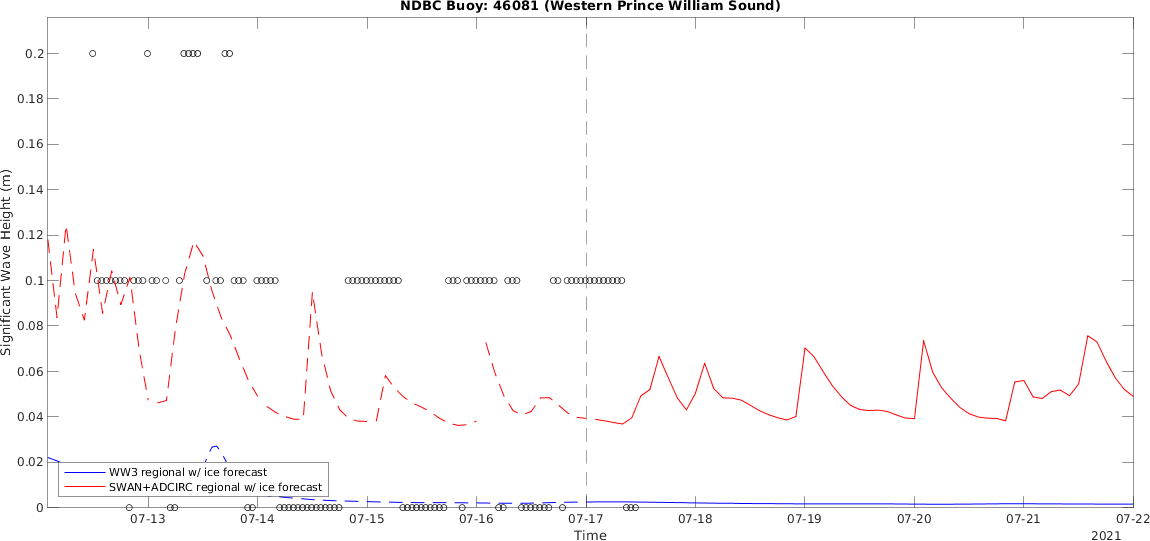 NDBC Buoy: 46081 (Western Prince William Sound)
Significant Wave Height (m)
0.2
0.18
0.16
0.14
0.12
0.1
0.08
0.06
0.04
0.02
0
WW3 regional w/ ice forecast
SWAN+ADCIRC regional w/ ice forecast
07-13 07-14 07-15 07-16 07-17 07-18 07-19 07-20 07-21 07-22
Time
2021